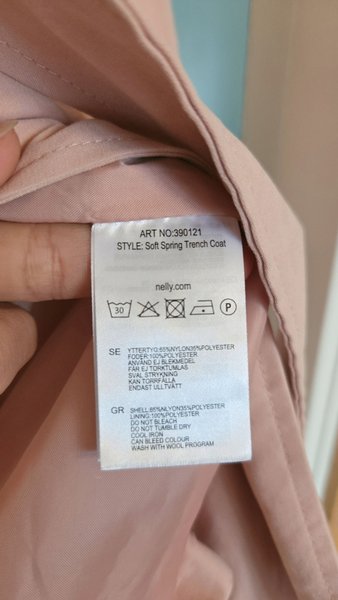 ART NO:390121
STYLE: Soft Spring Trench Coat
nelly.com
30
P
SE YTTERTYG:65%NYLON35%POLYESTER
FODER:100%POLYESTER
ANVÄND EJ BLEKMEDEL
FÅR EJ TORKTUMLAS
SVAL STRYKNING
KAN TORRFÄLLA
ENDAST ULLTVÄTT
GR SHELL:65%NYLON35%POLYESTER
LINING:100%POLYESTER
DO NOT BLEACH
DO NOT TUMBLE DRY
COOL IRON
CAN BLEED COLOUR
WASH WITH WOOL PROGRAM